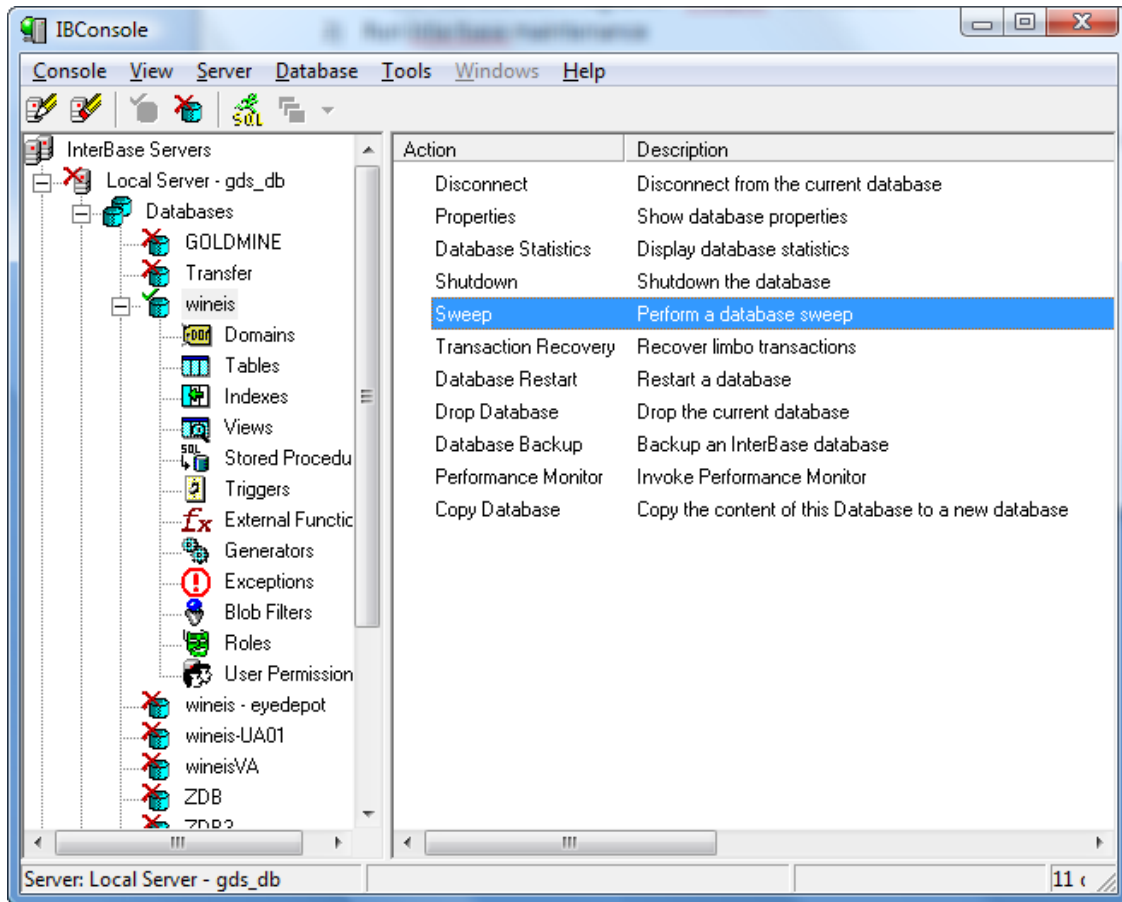 IBConsole
Run InterBase maintenance
Console View Server Database Tools Windows Help
SQL
InterBase Servers
Local Server - gds_db
Databases
GOLDMINE
Transfer
wineis
Domains
Tables
Indexes
Views
Stored Procedu
Triggers
External Functic
Generators
Exceptions
Blob Filters
Roles
User Permission
wineis - eyedepot
wineis-UA01
wineisVA
ZDB
Action Description
Disconnect Disconnect from the current database
Properties Show database properties
Database Statistics Display database statistics
Shutdown Shutdown the database
Sweep Perform a database sweep
Transaction Recovery Recover limbo transactions
Database Restart Restart a database
Drop Database Drop the current database
Database Backup Backup an InterBase database
Performance Monitor Invoke Performance Monitor
Copy Database Copy the content of this Database to a new database
Server: Local Server - gds_db
11